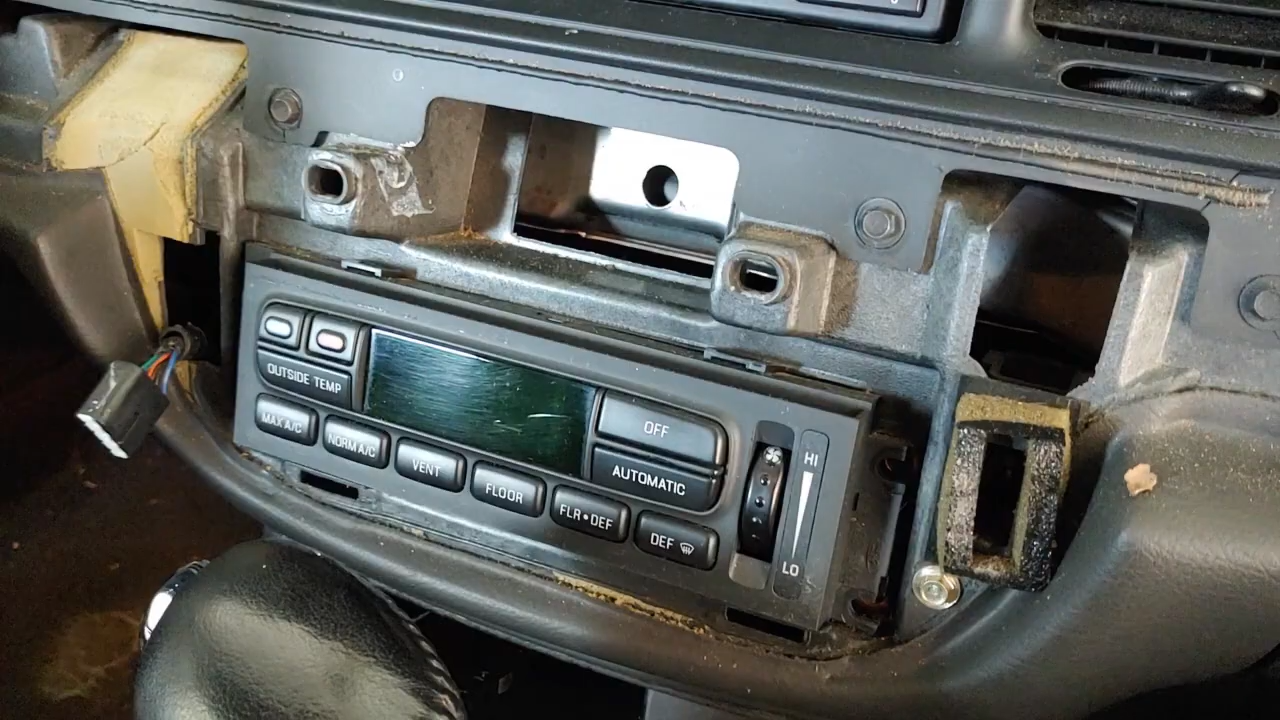 OUTSIDE TEMP
OFF
AUTOMATIC
HI
LO
MAX A/C
NORM A/C
VENT
FLOOR
FLR•DEF
DEF